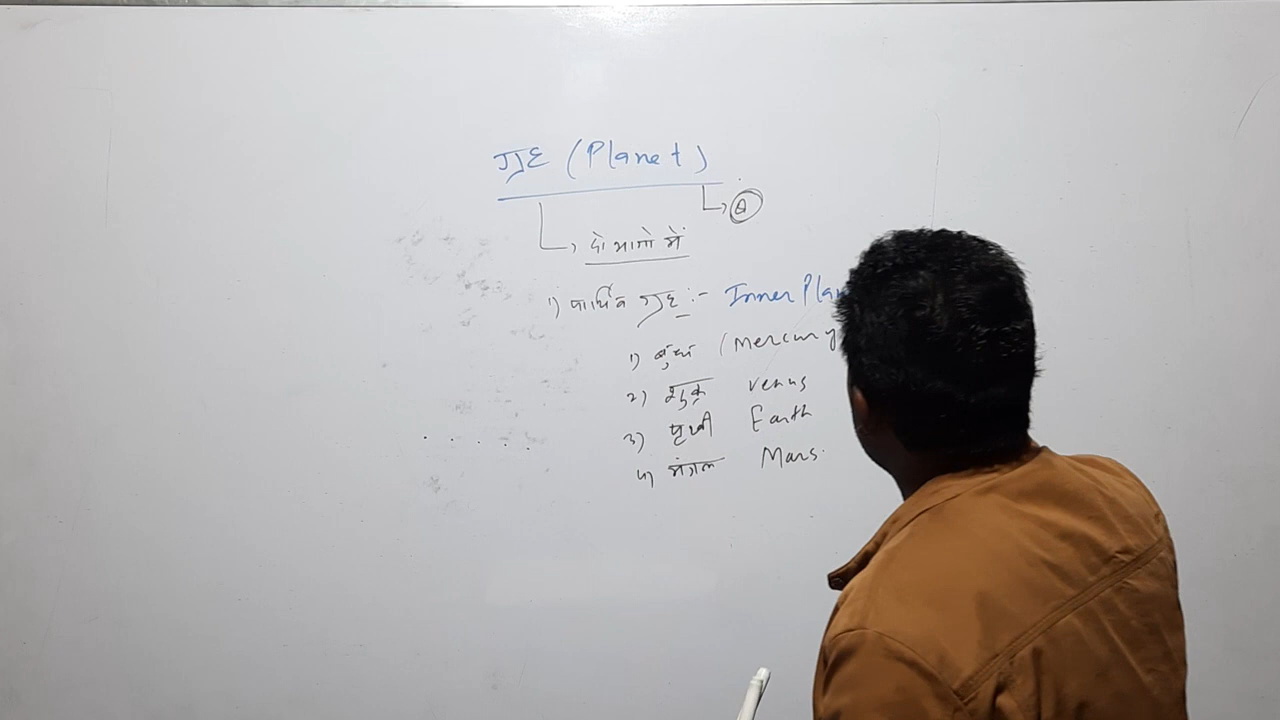 ग्रह (Planet)
8
दो भागो में
1) पार्थिव ग्रह :- Inner Plan
1) बुध (Mercury
2) शुक्र Venus
3) पृथ्वी Earth
4) मंगल Mars